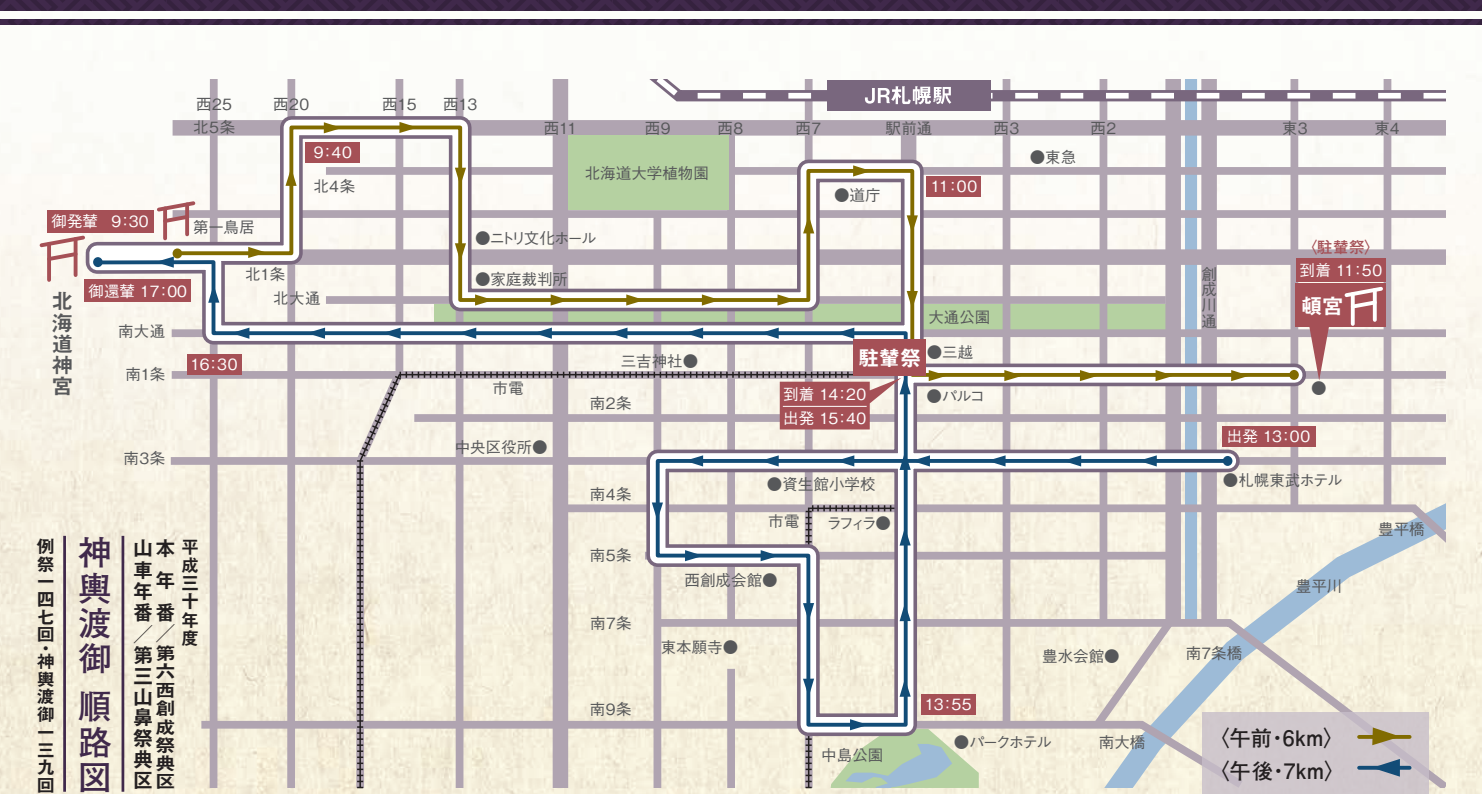 JR札幌駅
西25
西20
西15
西13
北5条
西11
西9
西8
西7
駅前通
西3
西2
東3
東4
9:40
北4条
北海道大学植物園
●東急
●道庁
11:00
御発輦 9:30
第一鳥居
●ニトリ文化ホール
〈駐輦祭〉
到着 11:50
頓宮
北1条
●家庭裁判所
御還輦 17:00
北大通
創成川通
北海道神宮
大通公園
南大通
16:30
三吉神社●
駐輦祭
●三越
南1条
市電
到着 14:20
出発 15:40
●パルコ
南2条
出発 13:00
中央区役所●
南3条
●資生館小学校
●札幌東武ホテル
南4条
市電
ラフィラ●
豊平橋
南5条
西創成会館●
豊平川
南7条
東本願寺●
豊水会館●
南7条橋
南9条
13:55
中島公園
●パークホテル
南大橋
平成三十年度
本年番／第六西創成祭典区
山車年番／第三山鼻祭典区
神輿渡御 順路図
例祭一四七回・神輿渡御一三九回
〈午前・6km〉
〈午後・7km〉